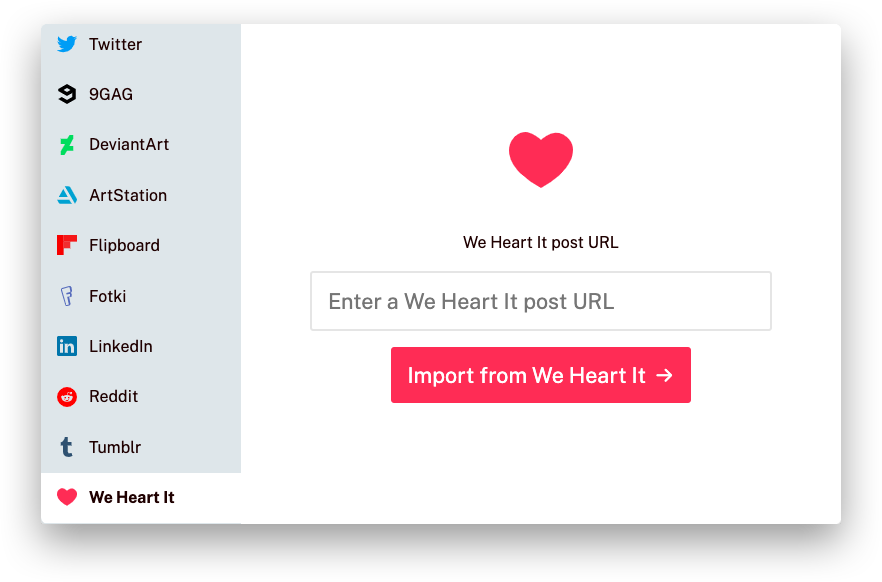 Twitter
9GAG
DeviantArt
ArtStation
Flipboard
Fotki
LinkedIn
Reddit
Tumblr
We Heart It
We Heart It post URL
Enter a We Heart It post URL
Import from We Heart It →